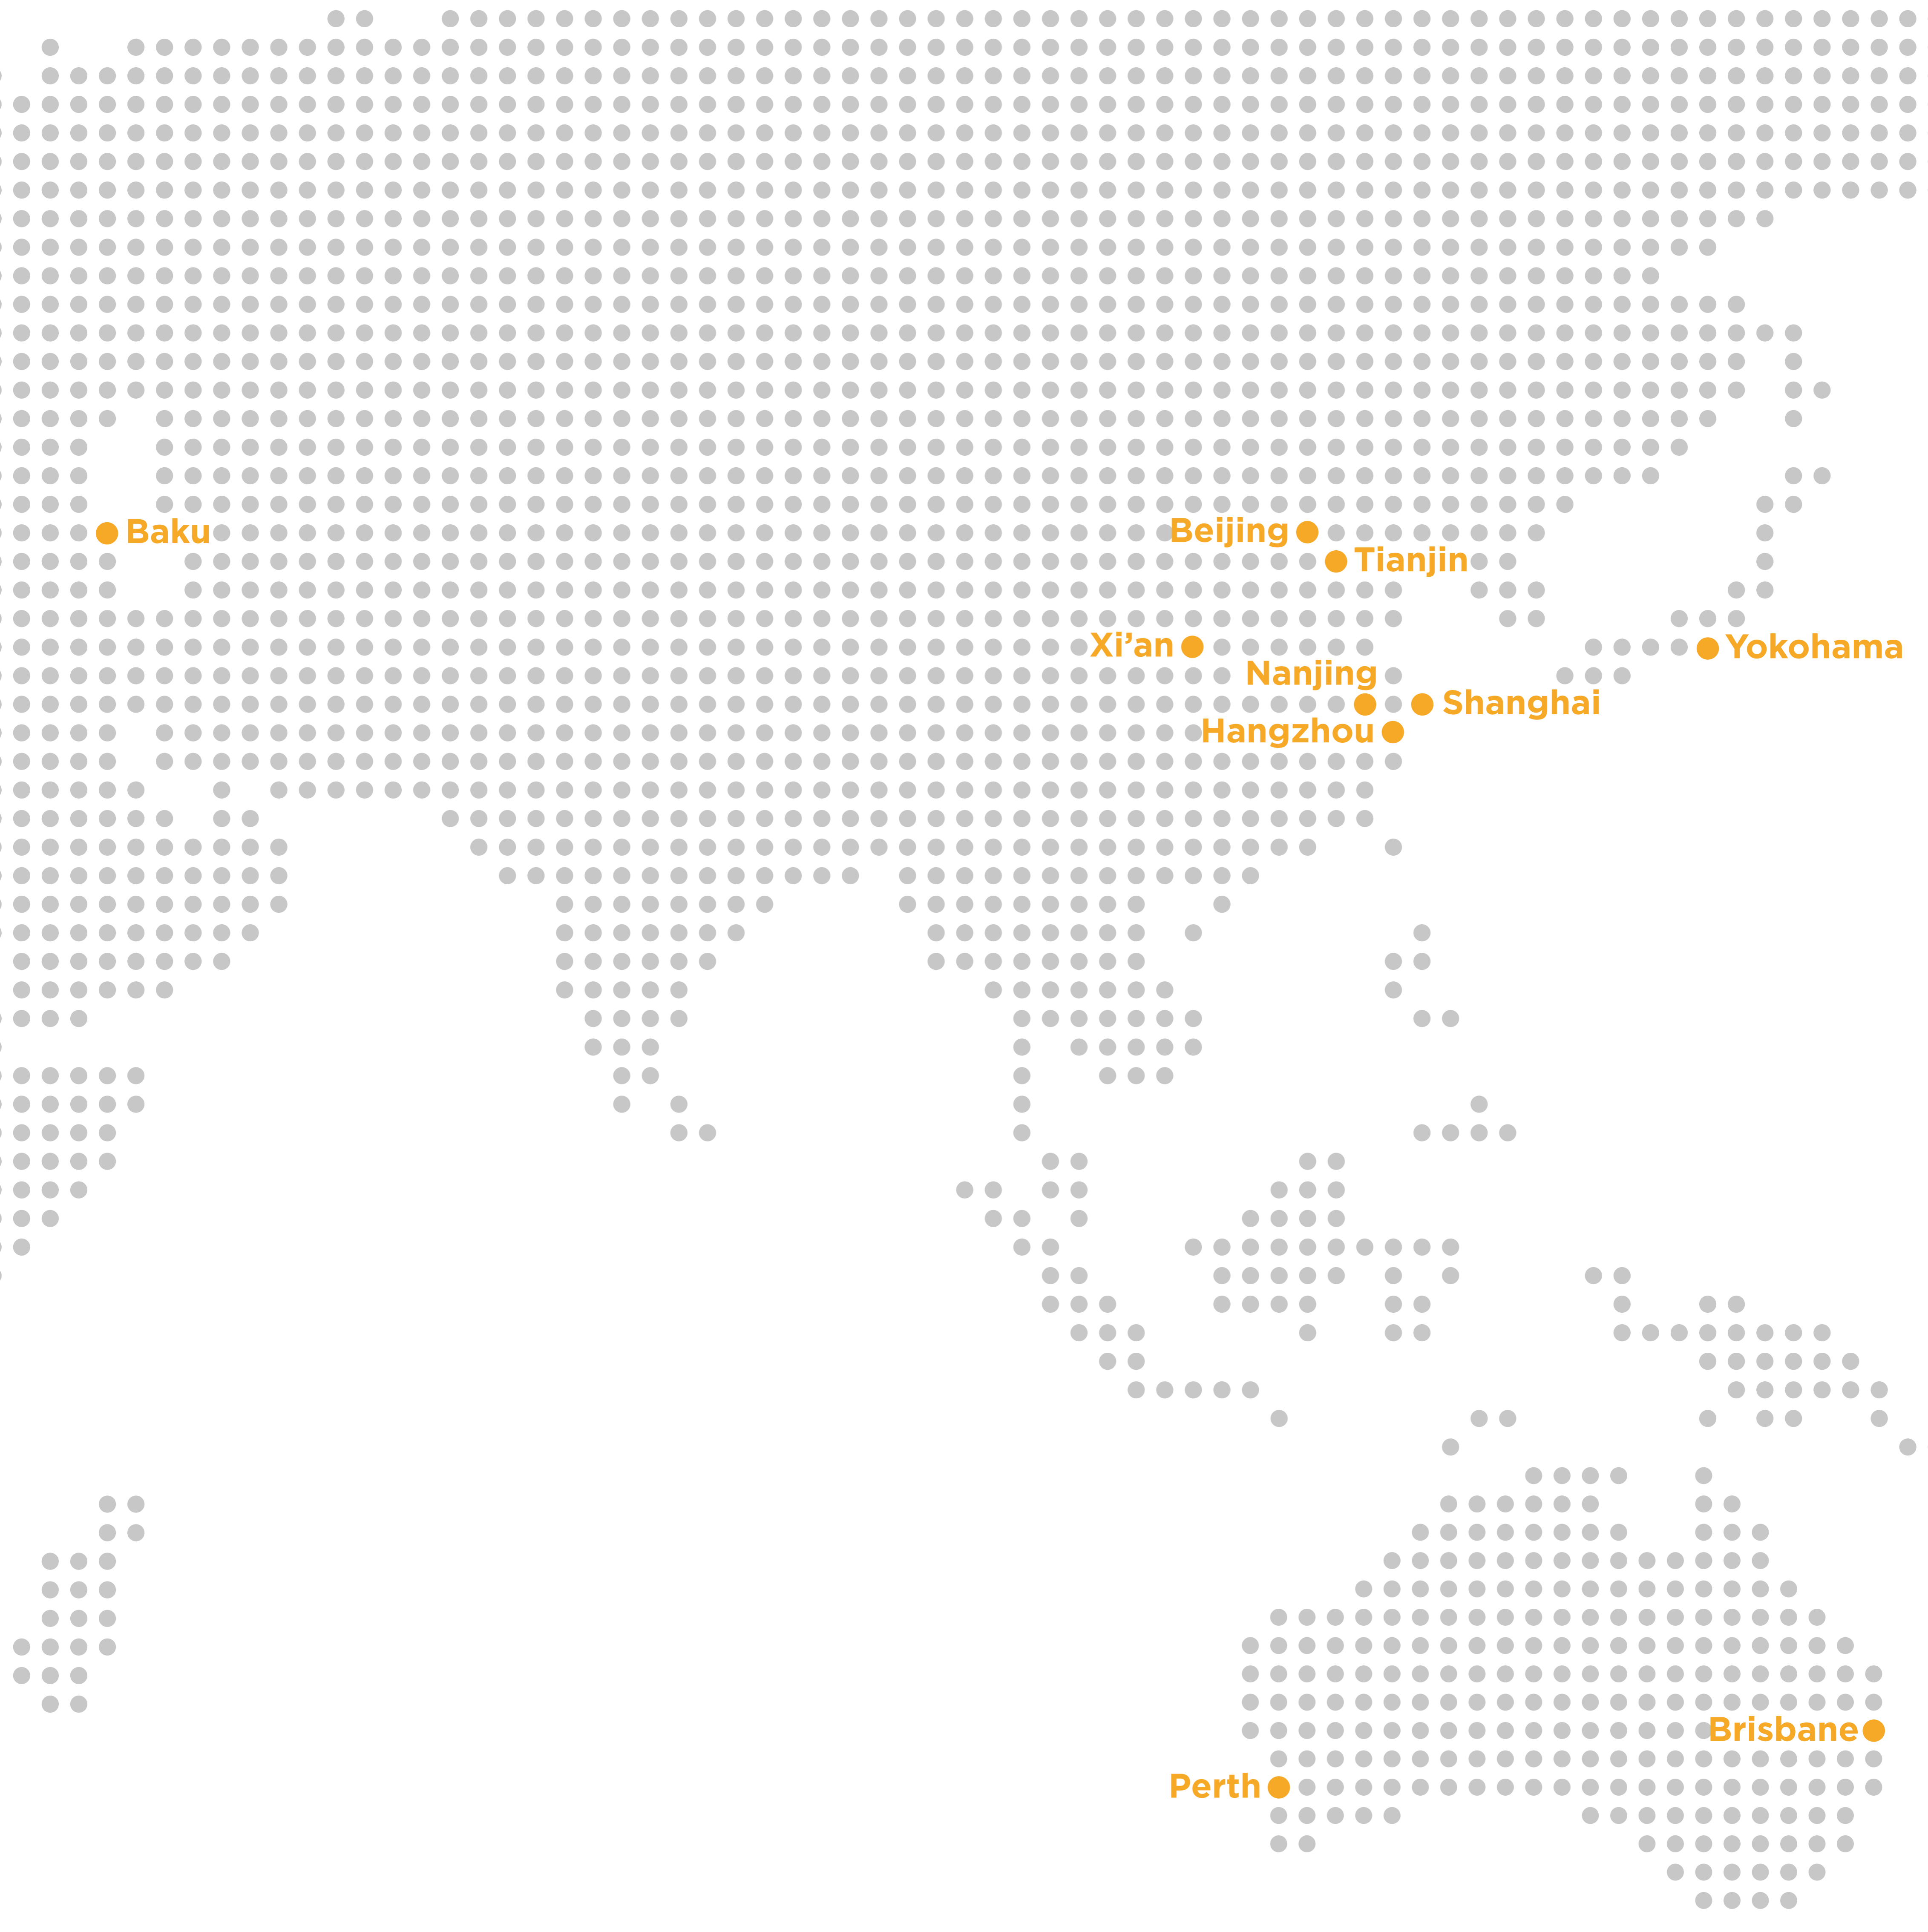 Baku
Beijing
Tianjin
Xi’an
Yokohama
Nanjing
Shanghai
Hangzhou
Brisbane
Perth